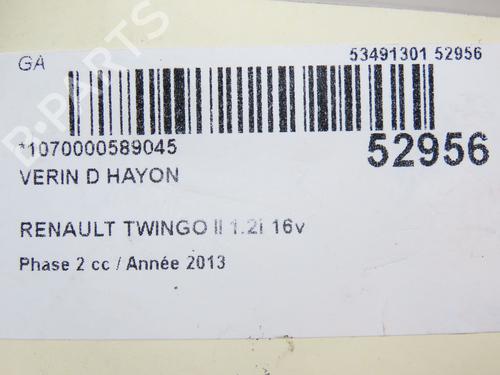 GA
53491301 52956
*1070000589045
52956
VERIN D HAYON
RENAULT TWINGO II 1.2i 16v
Phase 2 cc / Année 2013
B-PARTS